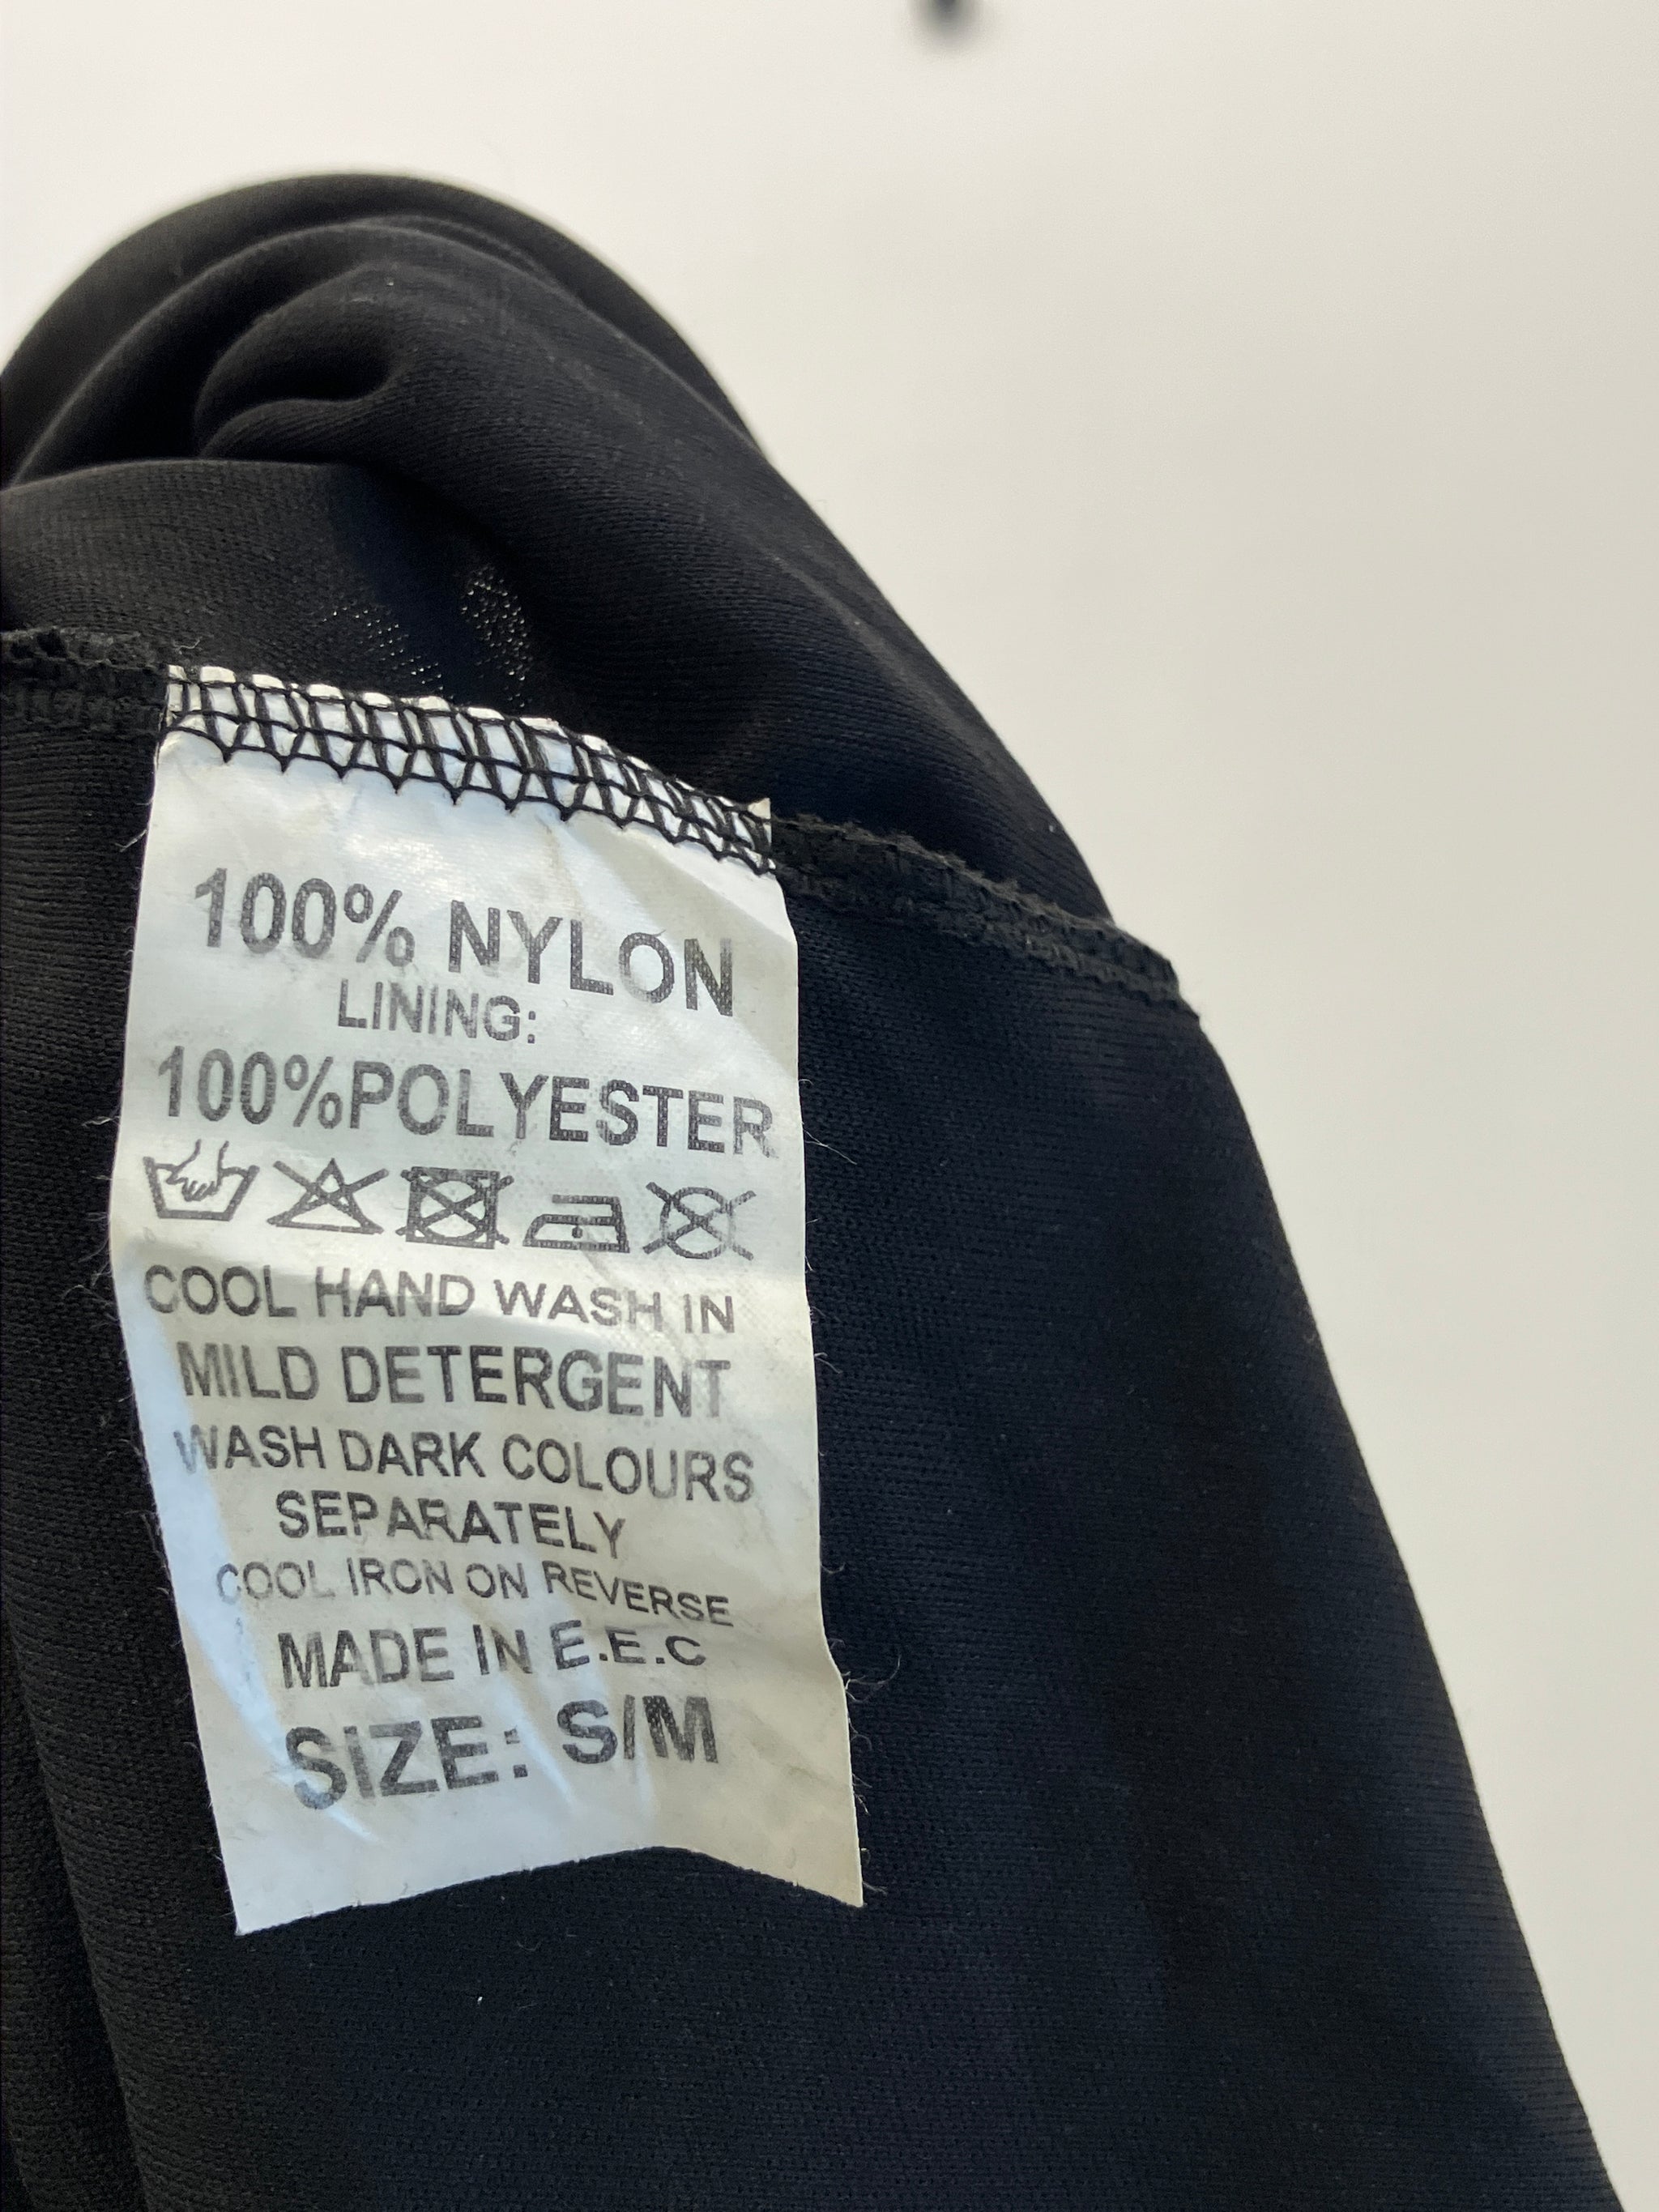 100% NYLON
LINING:
100%POLYESTER
COOL HAND WASH IN
MILD DETERGENT
WASH DARK COLOURS
SEPARATELY
COOL IRON ON REVERSE
MADE IN E.E.C
SIZE: S/M